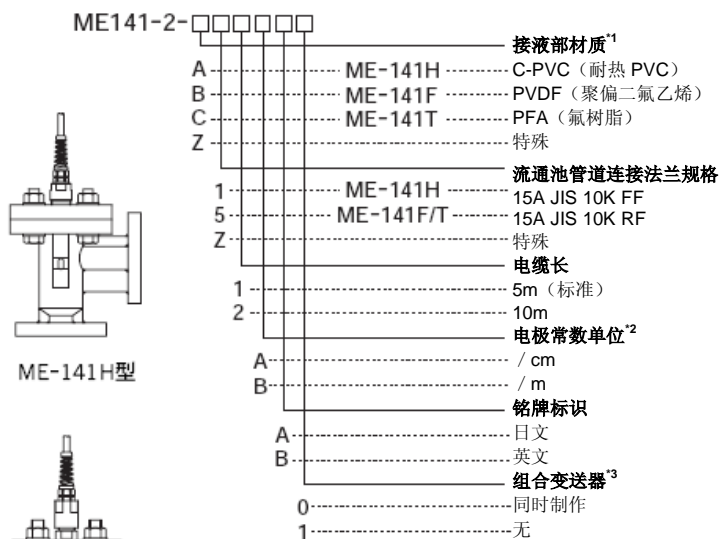 ME141-2-□□□□□□
接液部材质*1
A ME-141H C-PVC（耐热 PVC）
B ME-141F PVDF（聚偏二氟乙烯）
C ME-141T PFA（氟树脂）
Z 特殊
流通池管道连接法兰规格
1 ME-141H 15A JIS 10K FF
5 ME-141F/T 15A JIS 10K RF
Z 特殊
电缆长
1 5m（标准）
2 10m
电极常数单位*2
A / cm
B / m
铭牌标识
A 日文
B 英文
组合变送器*3
0 同时制作
1 无
ME-141H型